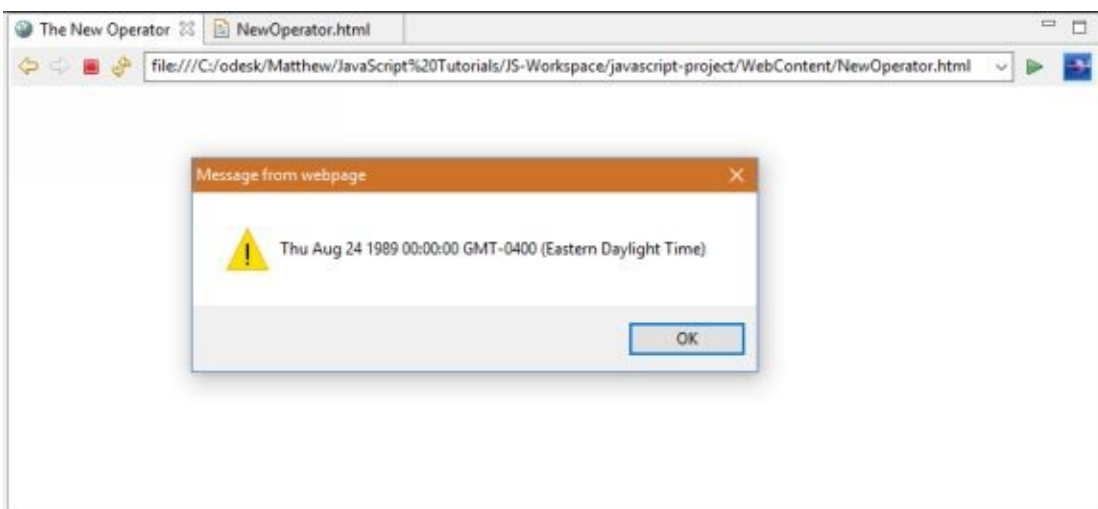 The New Operator NewOperator.html
file:///C:/odesk/Matthew/JavaScript%20Tutorials/JS-Workspace/javascript-project/WebContent/NewOperator.html
Message from webpage
Thu Aug 24 1989 00:00:00 GMT-0400 (Eastern Daylight Time)
OK